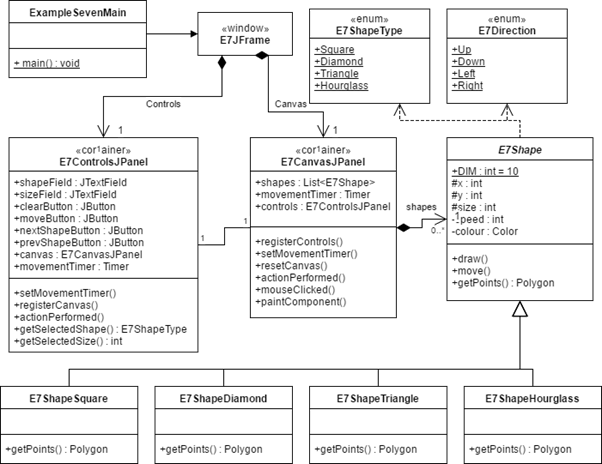 ExampleSevenMain
+ main() : void
«window»
E7JFrame
«enum»
E7ShapeType
+Square
+Diamond
+Triangle
+Hourglass
«enum»
E7Direction
+Up
+Down
+Left
+Right
Controls
1
Canvas
1
«cor¹ainer»
E7ControlsJPanel
+shapeField : JTextField
+sizeField : JTextField
+clearButton : JButton
+moveButton : JButton
+nextShapeButton : JButton
+prevShapeButton : JButton
+canvas : E7CanvasJPanel
+movementTimer : Timer
+setMovementTimer()
+registerCanvas()
+actionPerformed()
+getSelectedShape() : E7ShapeType
+getSelectedSize() : int
1
1
«cor¹ainer»
E7CanvasJPanel
+shapes : List<E7Shape>
+movementTimer : Timer
+controls : E7ControlsJPanel
+registerControls()
+setMovementTimer()
+resetCanvas()
+actionPerformed()
+mouseClicked()
+paintComponent()
shapes
1
0..*
E7Shape
+DIM : int = 10
#x : int
#y : int
#size : int
-speed : int
-colour : Color
+draw()
+move()
+getPoints() : Polygon
E7ShapeSquare
+getPoints() : Polygon
E7ShapeDiamond
+getPoints() : Polygon
E7ShapeTriangle
+getPoints() : Polygon
E7ShapeHourglass
+getPoints() : Polygon